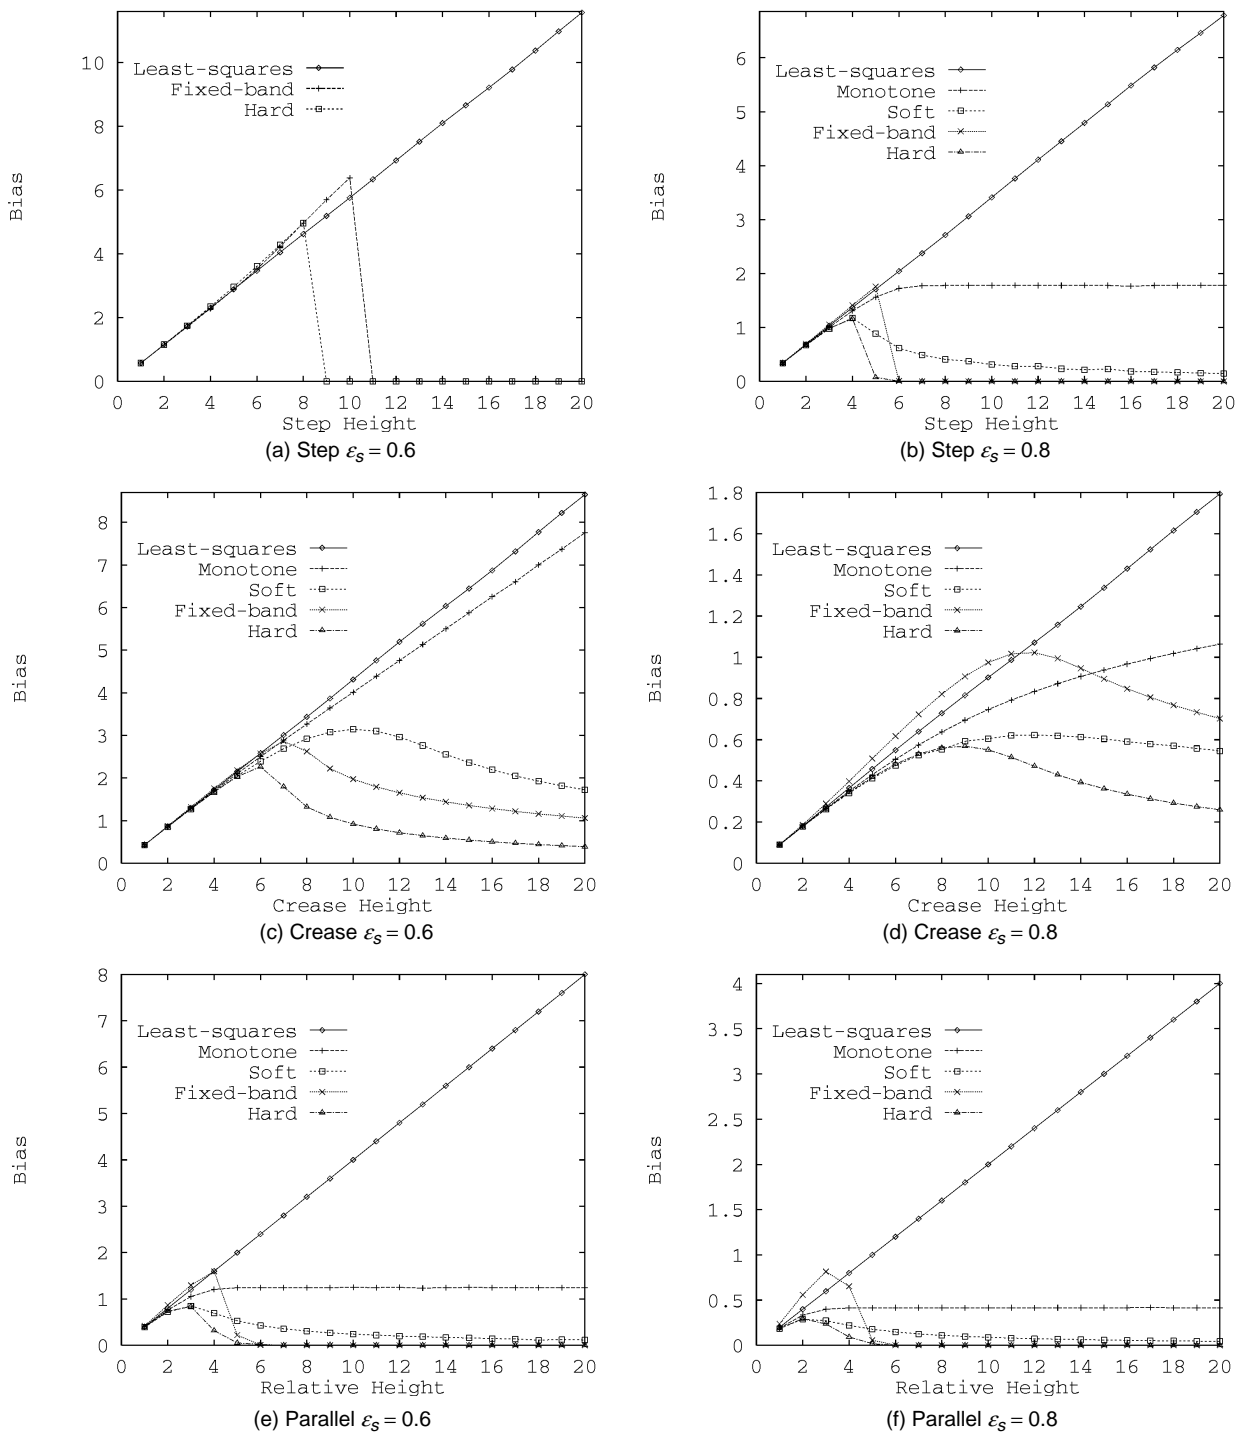 10
8
6
4
2
0
Bias
Least-squares
Fixed-band
Hard
0 2 4 6 8 10 12 14 16 18 20
Step Height
(a) Step εs = 0.6
6
5
4
3
2
1
0
Bias
Least-squares
Monotone
Soft
Fixed-band
Hard
0 2 4 6 8 10 12 14 16 18 20
Step Height
(b) Step εs = 0.8
8
7
6
5
4
3
2
1
0
Bias
Least-squares
Monotone
Soft
Fixed-band
Hard
0 2 4 6 8 10 12 14 16 18 20
Crease Height
(c) Crease εs = 0.6
1.8
1.6
1.4
1.2
1
0.8
0.6
0.4
0.2
0
Bias
Least-squares
Monotone
Soft
Fixed-band
Hard
0 2 4 6 8 10 12 14 16 18 20
Crease Height
(d) Crease εs = 0.8
8
7
6
5
4
3
2
1
0
Bias
Least-squares
Monotone
Soft
Fixed-band
Hard
0 2 4 6 8 10 12 14 16 18 20
Relative Height
(e) Parallel εs = 0.6
4
3.5
3
2.5
2
1.5
1
0.5
0
Bias
Least-squares
Monotone
Soft
Fixed-band
Hard
0 2 4 6 8 10 12 14 16 18 20
Relative Height
(f) Parallel εs = 0.8